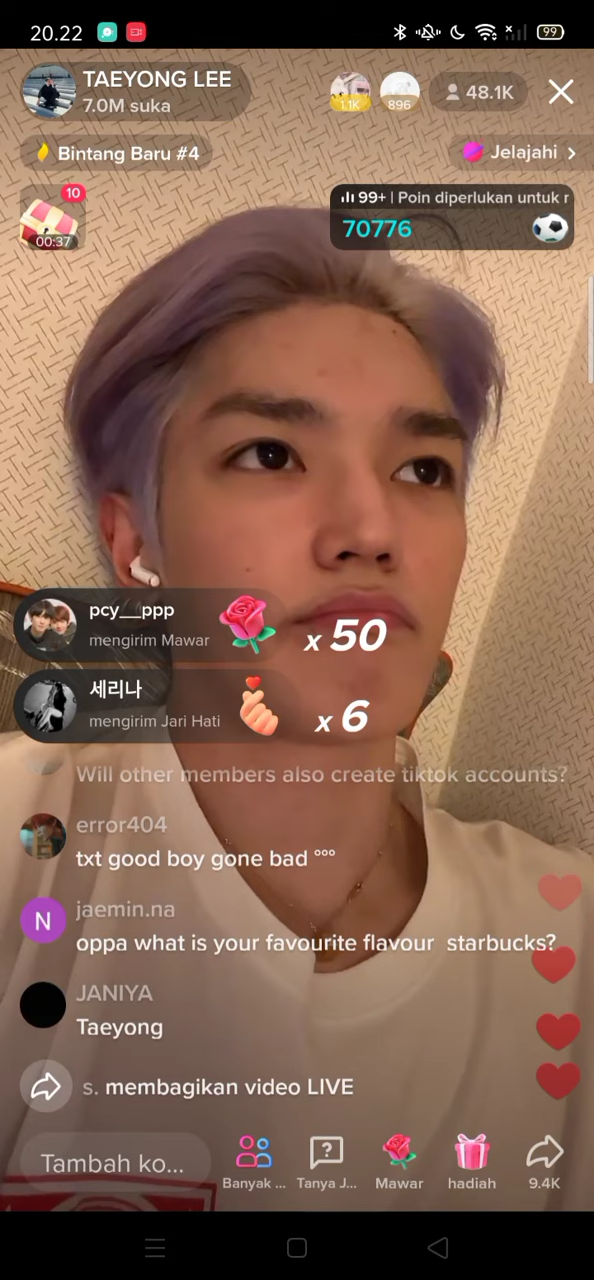 20.22
99
TAEYONG LEE
7.0M suka
1.1K
896
48.1K
Bintang Baru #4
Jelajahi >
10
00:37
99+ | Poin diperlukan untuk r
70776
pcy__ppp
mengirim Mawar
x 50
세리나
mengirim Jari Hati
x 6
Will other members also create tiktok accounts?
error404
txt good boy gone bad °°°
N
jaemin.na
oppa what is your favourite flavour starbucks?
JANIYA
Taeyong
s. membagikan video LIVE
Tambah ko...
Banyak ...
Tanya J...
Mawar
hadiah
9.4K